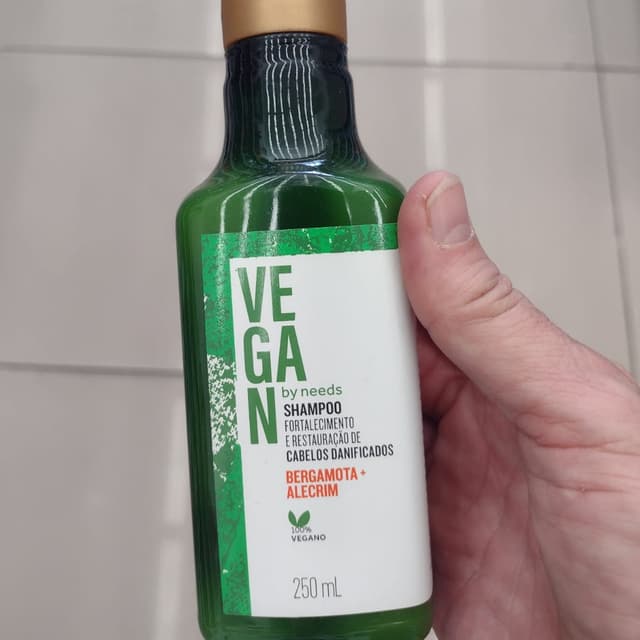 VE
GA
N
by needs
SHAMPOO
FORTALECIMENTO
E RESTAURAÇÃO DE
CABELOS DANIFICADOS
BERGAMOTA +
ALECRIM
100%
VEGANO
250 mL